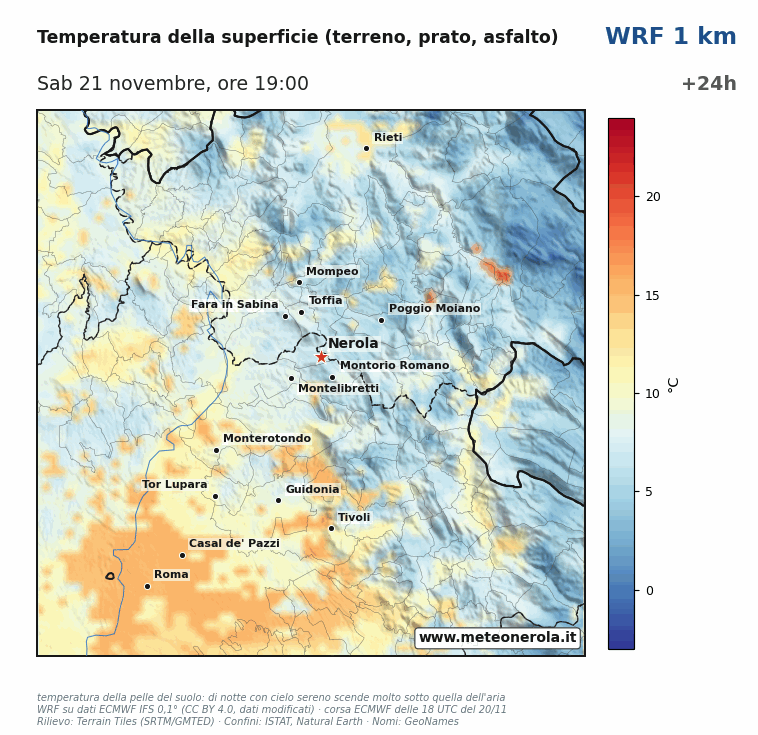 Temperatura della superficie (terreno, prato, asfalto)
WRF 1 km
Sab 21 novembre, ore 19:00
+24h
Rieti
Mompeo
Fara in Sabina
Toffia
Poggio Moiano
Nerola
Montorio Romano
Montelibretti
Monterotondo
Tor Lupara
Guidonia
Tivoli
Casal de' Pazzi
Roma
www.meteonerola.it
20
15
10
5
0
°C
temperatura della pelle del suolo: di notte con cielo sereno scende molto sotto quella dell'aria
WRF su dati ECMWF IFS 0,1° (CC BY 4.0, dati modificati) · corsa ECMWF delle 18 UTC del 20/11
Rilievo: Terrain Tiles (SRTM/GMTED) · Confini: ISTAT, Natural Earth · Nomi: GeoNames